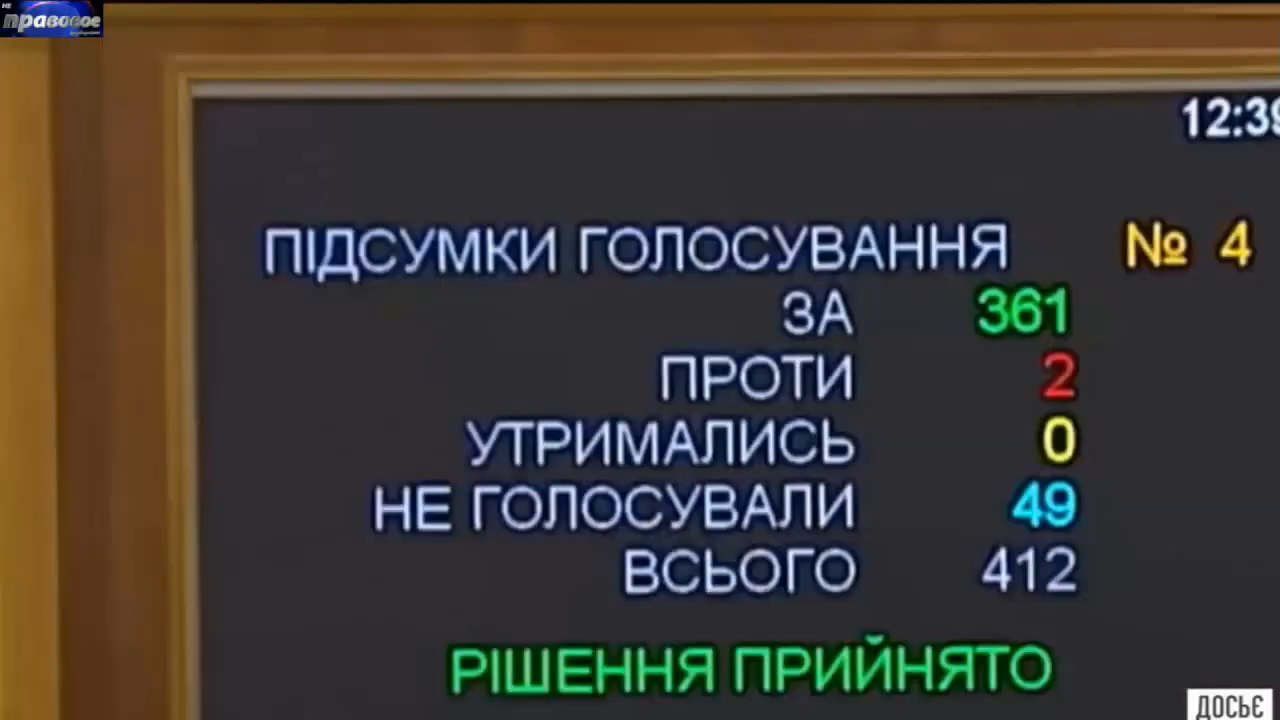 НЕ
правовое
12:39
ПІДСУМКИ ГОЛОСУВАННЯ № 4
ЗА 361
ПРОТИ 2
УТРИМАЛИСЬ 0
НЕ ГОЛОСУВАЛИ 49
ВСЬОГО 412
РІШЕННЯ ПРИЙНЯТО
ДОСЬЄ